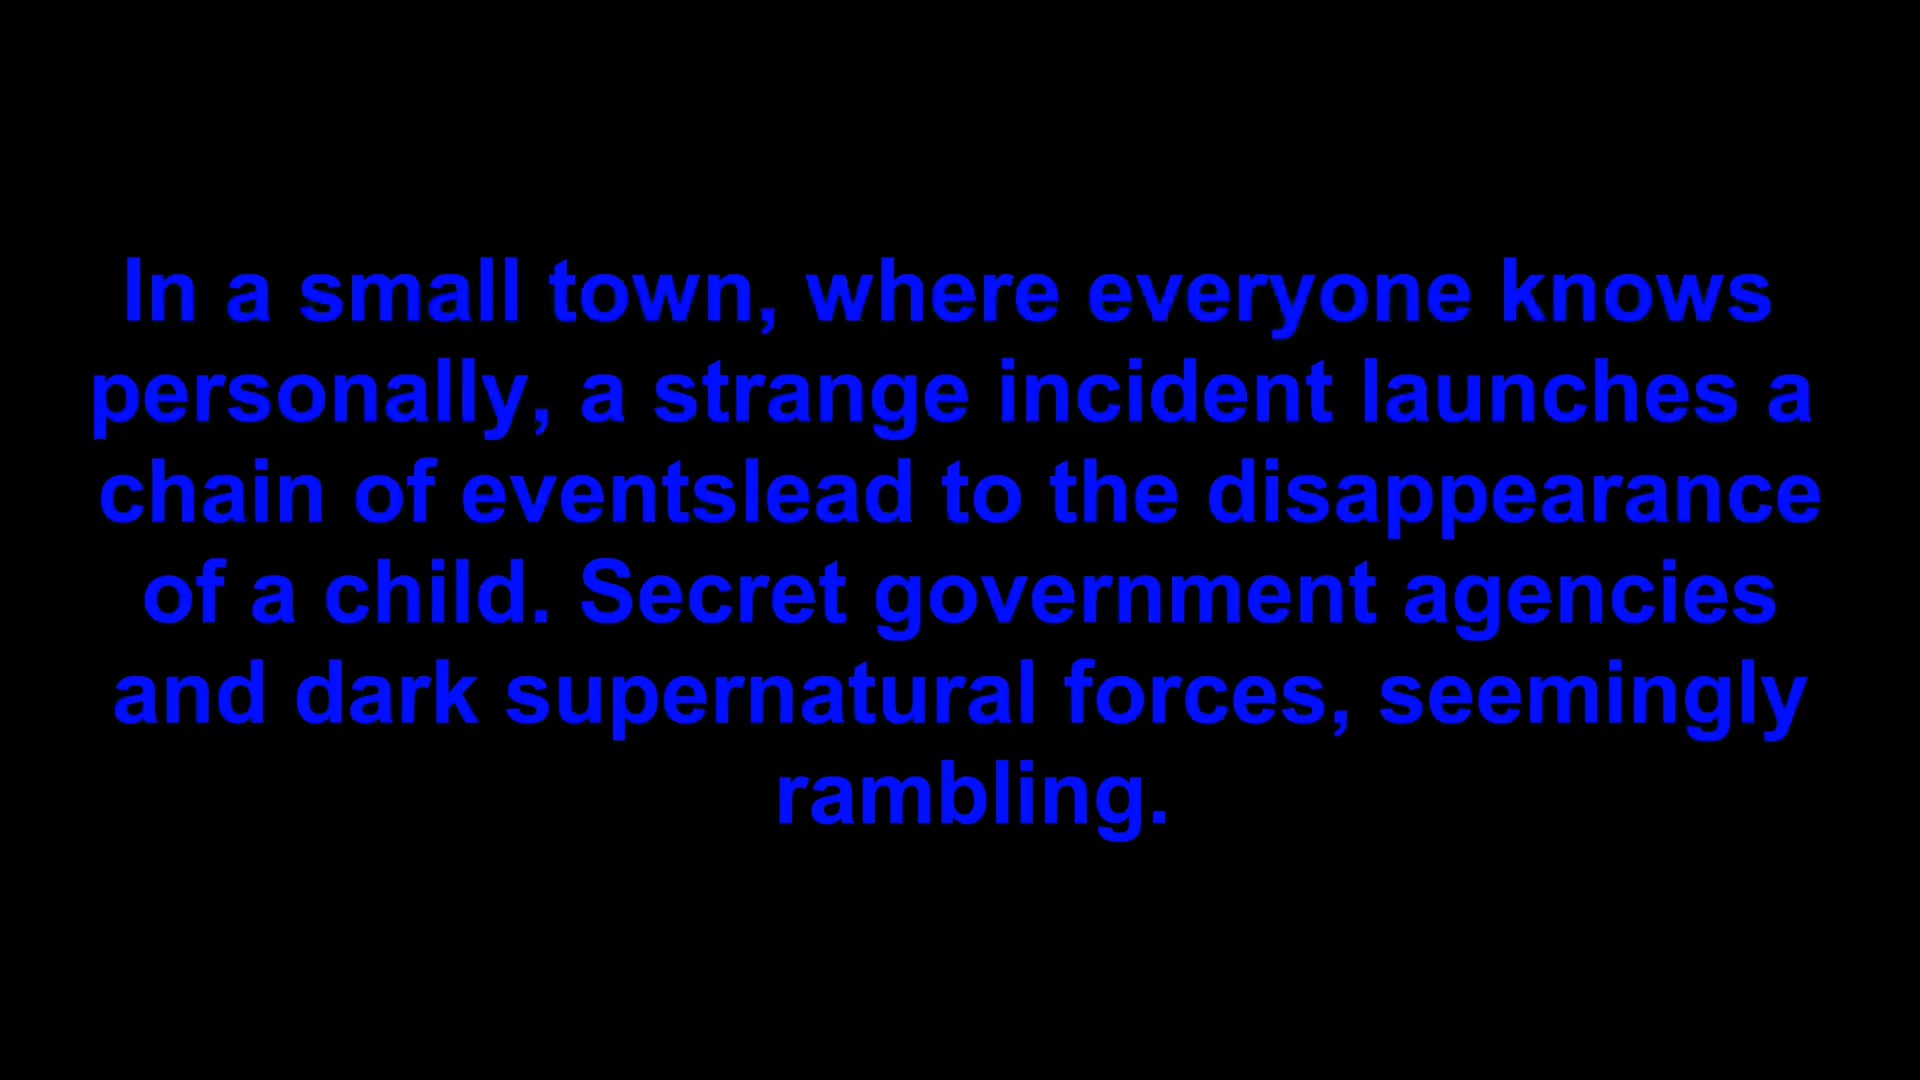 In a small town, where everyone knows
personally, a strange incident launches a
chain of eventslead to the disappearance
of a child. Secret government agencies
and dark supernatural forces, seemingly
rambling.